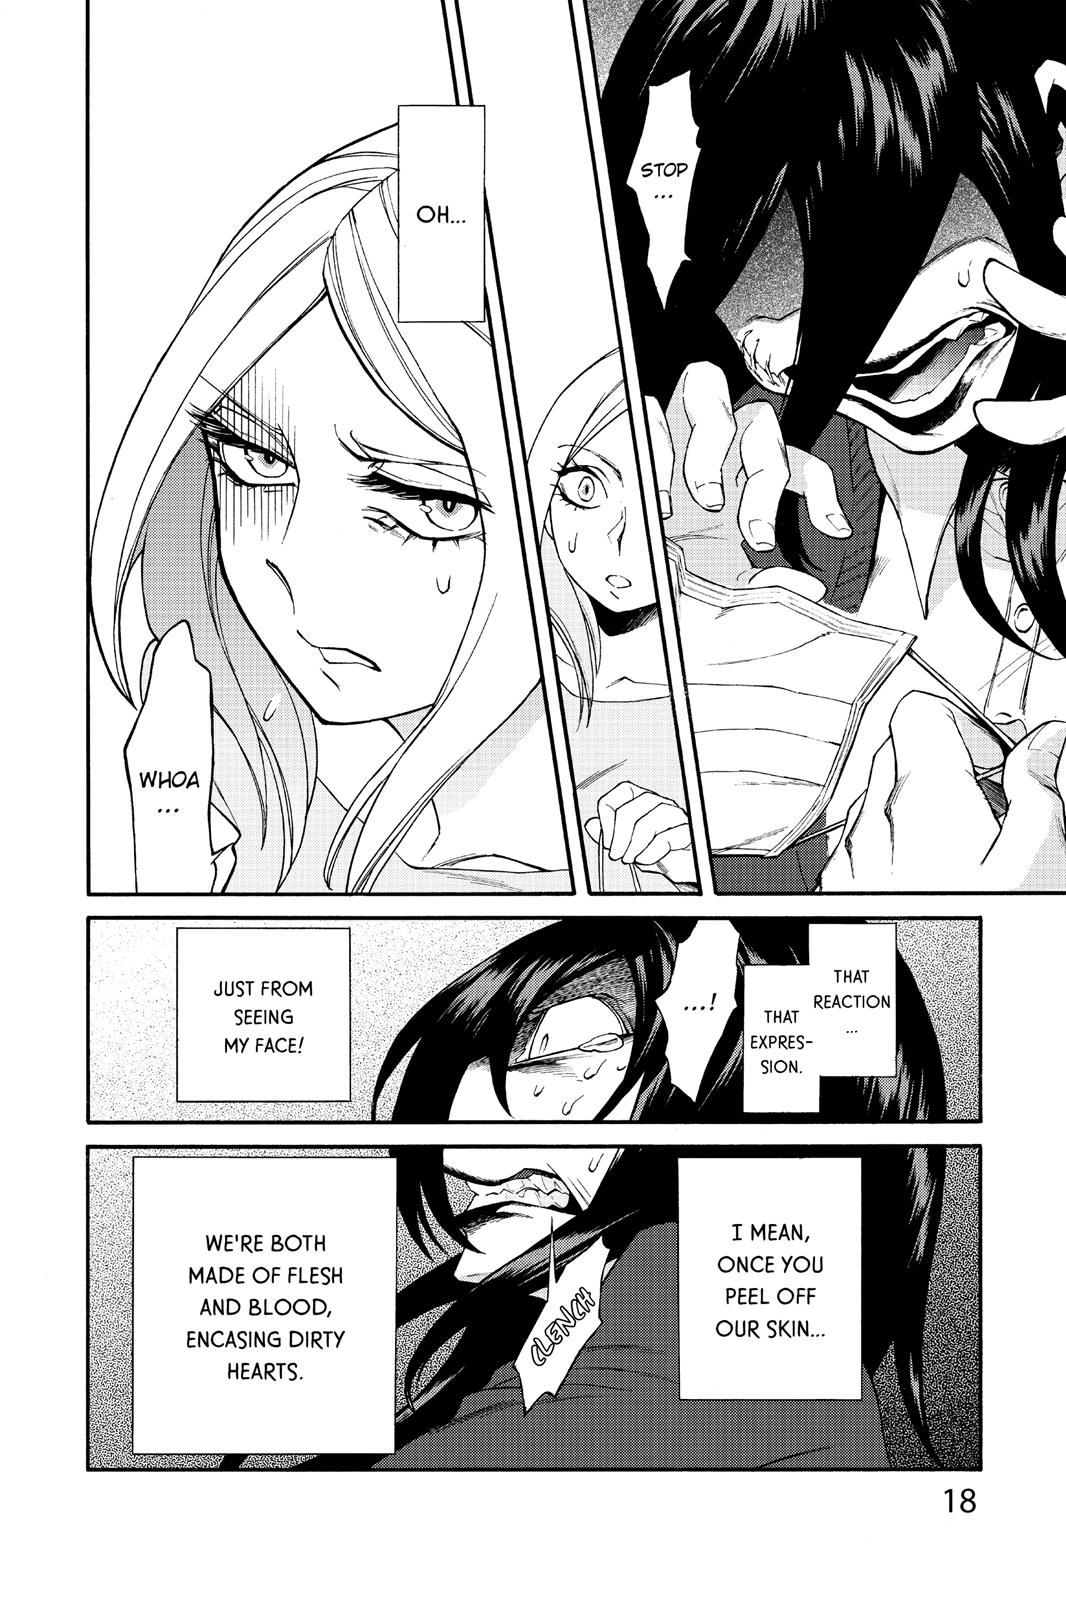 STOP
...
OH...
WHOA
...
THAT
REACTION
...
THAT
EXPRES-
SION.
...!
JUST FROM
SEEING
MY FACE!
I MEAN,
ONCE YOU
PEEL OFF
OUR SKIN...
CLENCH
WE'RE BOTH
MADE OF FLESH
AND BLOOD,
ENCASING DIRTY
HEARTS.
18